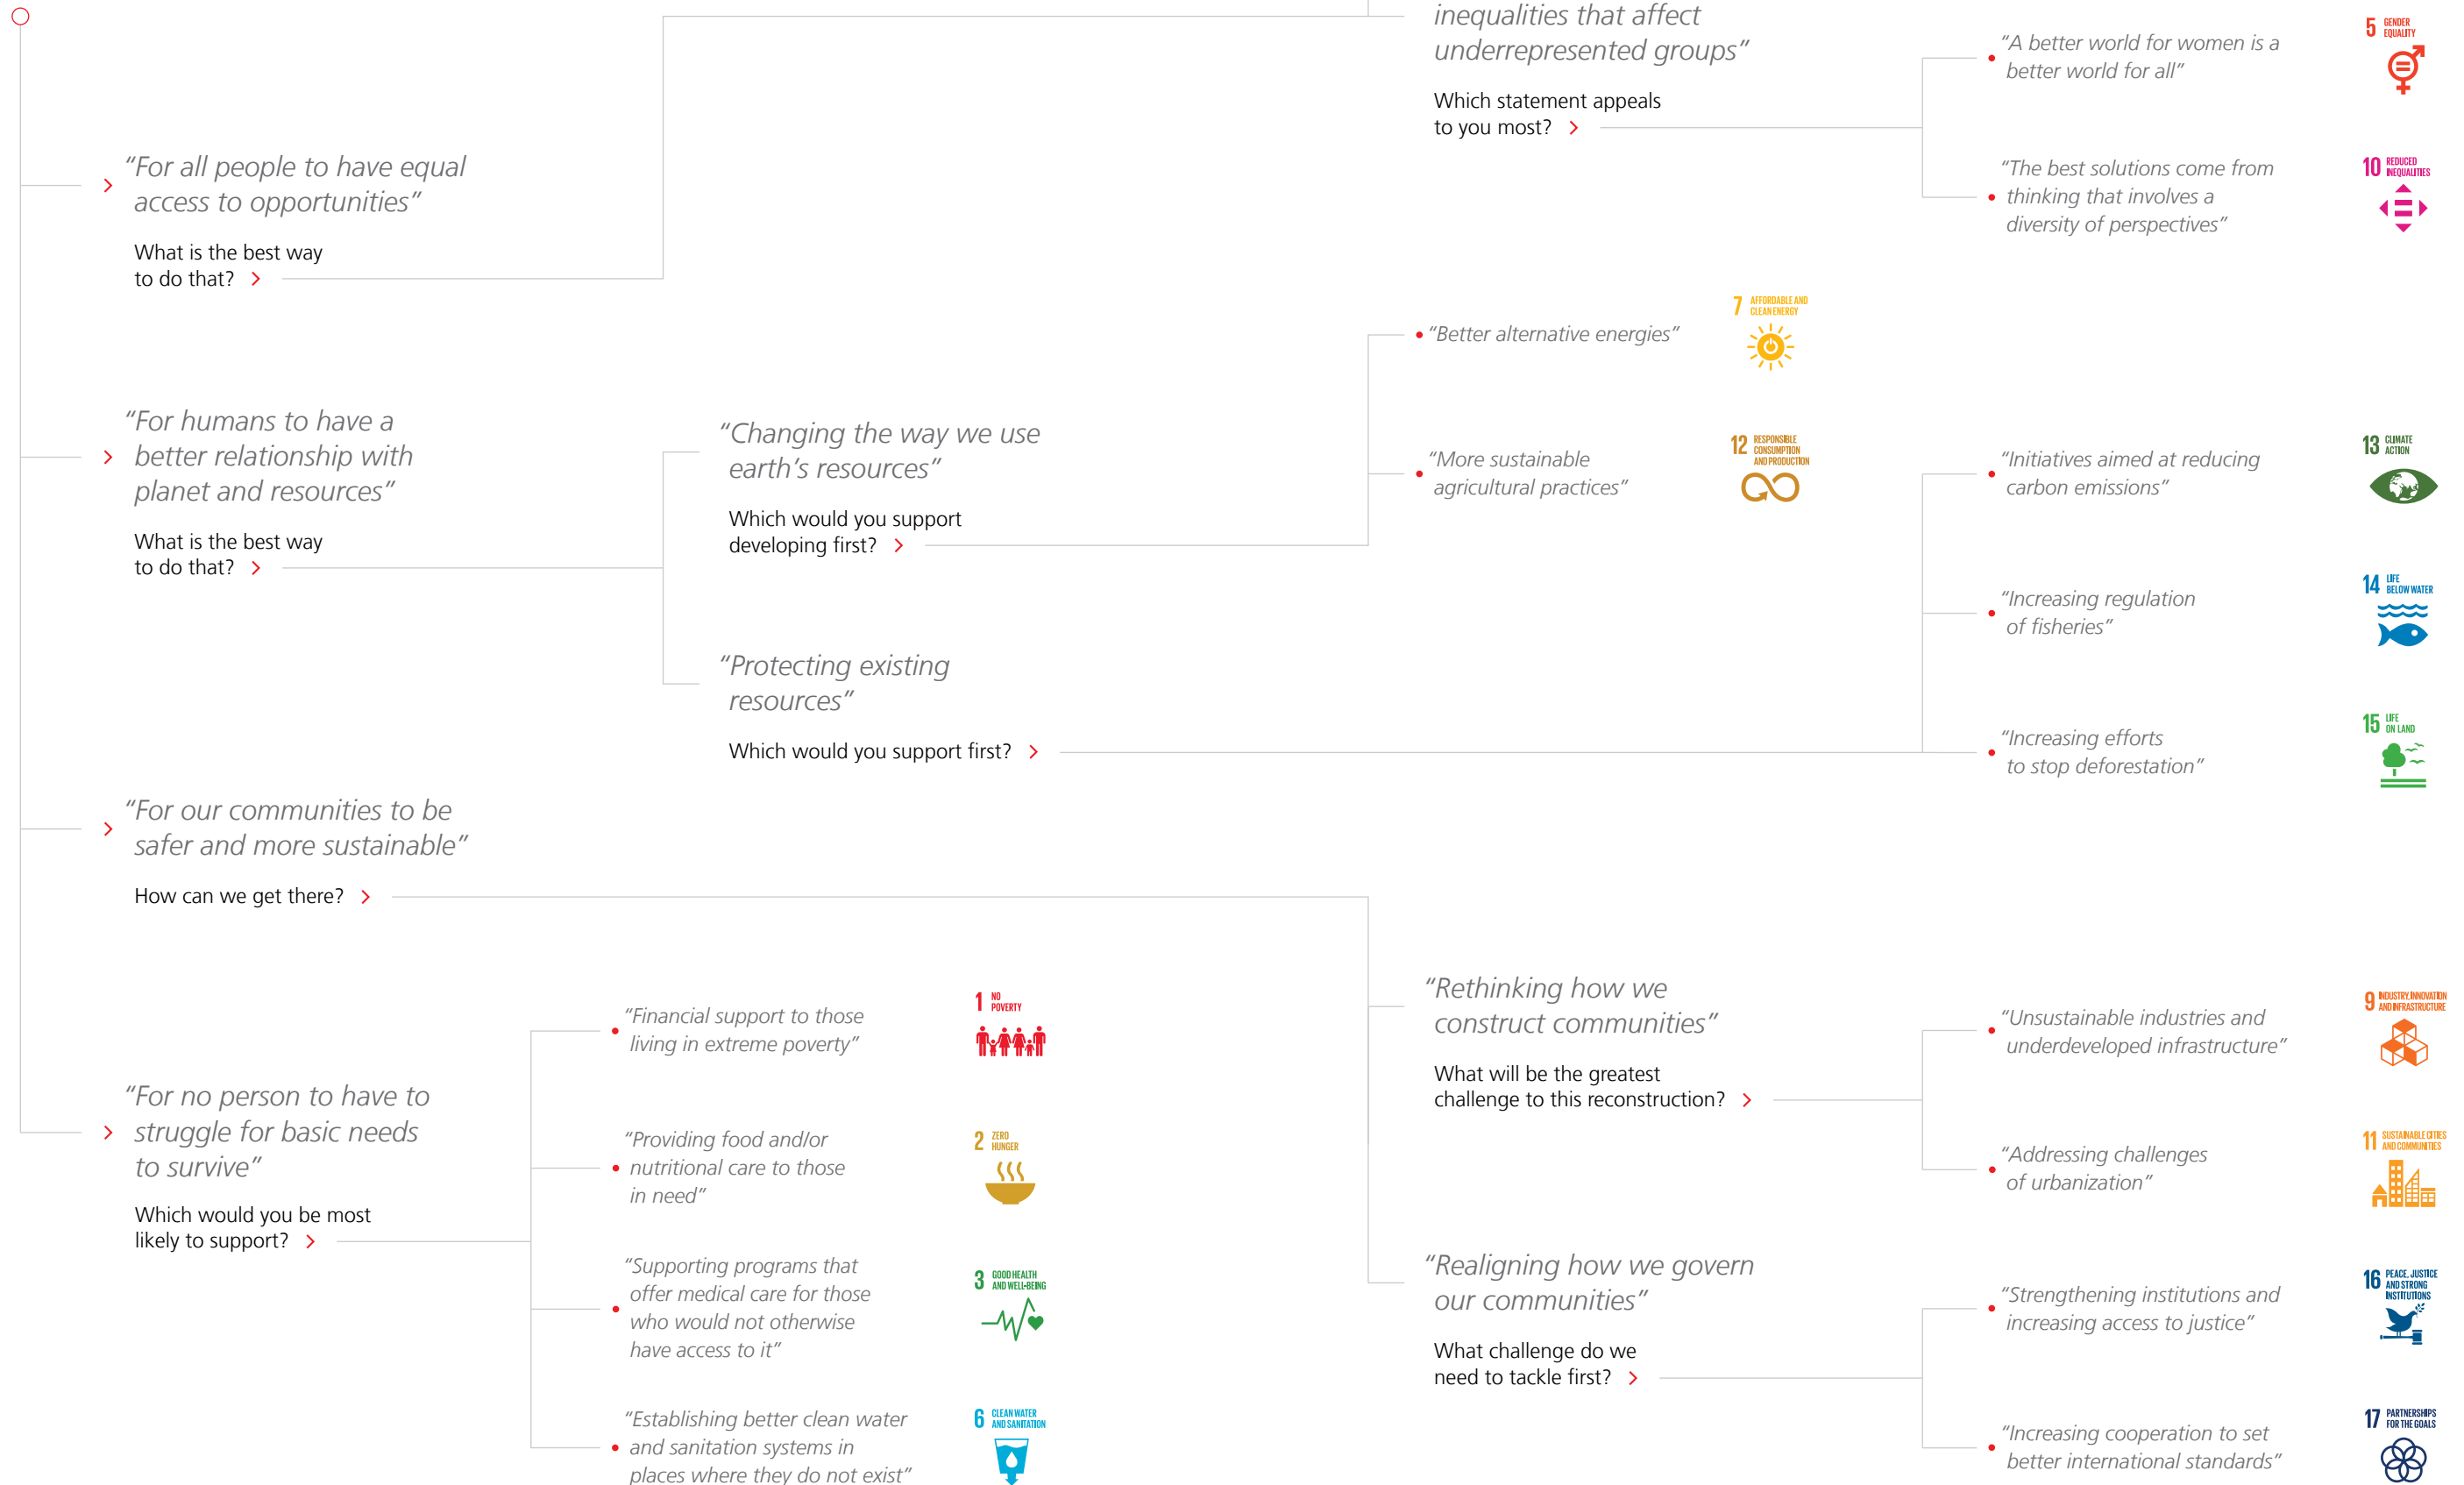 inequalities that affect
underrepresented groups”
Which statement appeals
to you most?
“A better world for women is a
better world for all”
5 GENDER
EQUALITY
“The best solutions come from
thinking that involves a
diversity of perspectives”
10 REDUCED
INEQUALITIES
“For all people to have equal
access to opportunities”
What is the best way
to do that?
“For humans to have a
better relationship with
planet and resources”
What is the best way
to do that?
“Changing the way we use
earth’s resources”
Which would you support
developing first?
“Better alternative energies”
7 AFFORDABLE AND
CLEAN ENERGY
“More sustainable
agricultural practices”
12 RESPONSIBLE
CONSUMPTION
AND PRODUCTION
“Protecting existing
resources”
Which would you support first?
“Initiatives aimed at reducing
carbon emissions”
13 CLIMATE
ACTION
“Increasing regulation
of fisheries”
14 LIFE
BELOW WATER
“Increasing efforts
to stop deforestation”
15 LIFE
ON LAND
“For our communities to be
safer and more sustainable”
How can we get there?
“Rethinking how we
construct communities”
What will be the greatest
challenge to this reconstruction?
“Unsustainable industries and
underdeveloped infrastructure”
9 INDUSTRY, INNOVATION
AND INFRASTRUCTURE
“Addressing challenges
of urbanization”
11 SUSTAINABLE CITIES
AND COMMUNITIES
“Realigning how we govern
our communities”
What challenge do we
need to tackle first?
“Strengthening institutions and
increasing access to justice”
16 PEACE, JUSTICE
AND STRONG
INSTITUTIONS
“Increasing cooperation to set
better international standards”
17 PARTNERSHIPS
FOR THE GOALS
“For no person to have to
struggle for basic needs
to survive”
Which would you be most
likely to support?
“Financial support to those
living in extreme poverty”
1 NO
POVERTY
“Providing food and/or
nutritional care to those
in need”
2 ZERO
HUNGER
“Supporting programs that
offer medical care for those
who would not otherwise
have access to it”
3 GOOD HEALTH
AND WELL-BEING
“Establishing better clean water
and sanitation systems in
places where they do not exist”
6 CLEAN WATER
AND SANITATION